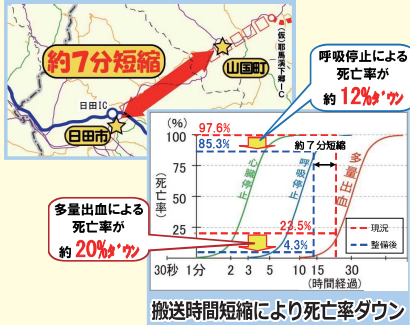 約7分短縮
山国町
(仮)耶馬溪下郷IC
日田IC
日田市
呼吸停止による
死亡率が
約12%ダウン
多量出血による
死亡率が
約20%ダウン
(%)
100
75
50
25
(死亡率)
97.6%
85.3%
約7分短縮
心臓停止
呼吸停止
多量出血
23.5%
4.3%
現況
整備後
30秒 1分 2 3 5 10 15 30
(時間経過)
搬送時間短縮により死亡率ダウン